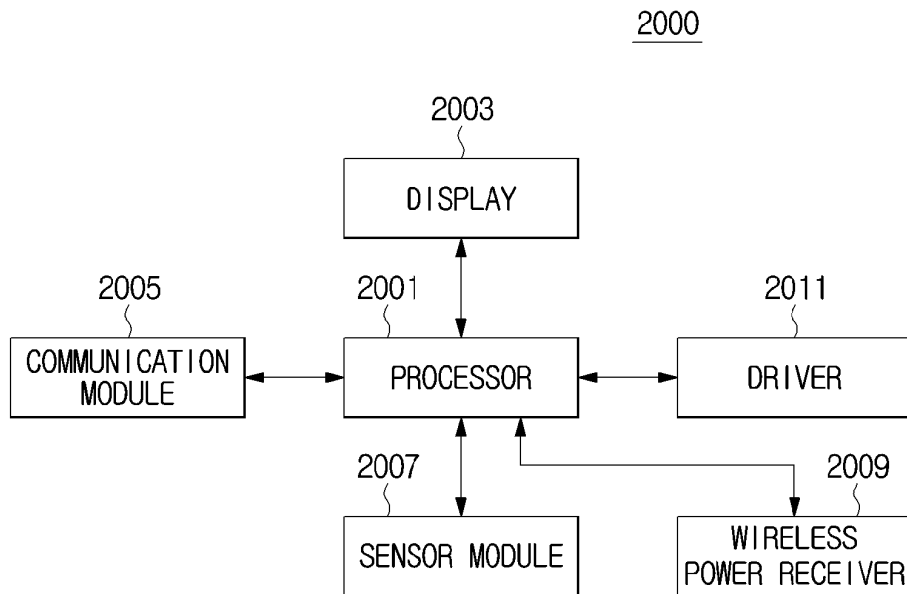 2000
2003
DISPLAY
2005
2001
2011
COMMUNICATION
MODULE
PROCESSOR
DRIVER
2007
2009
SENSOR MODULE
WIRELESS
POWER RECEIVER